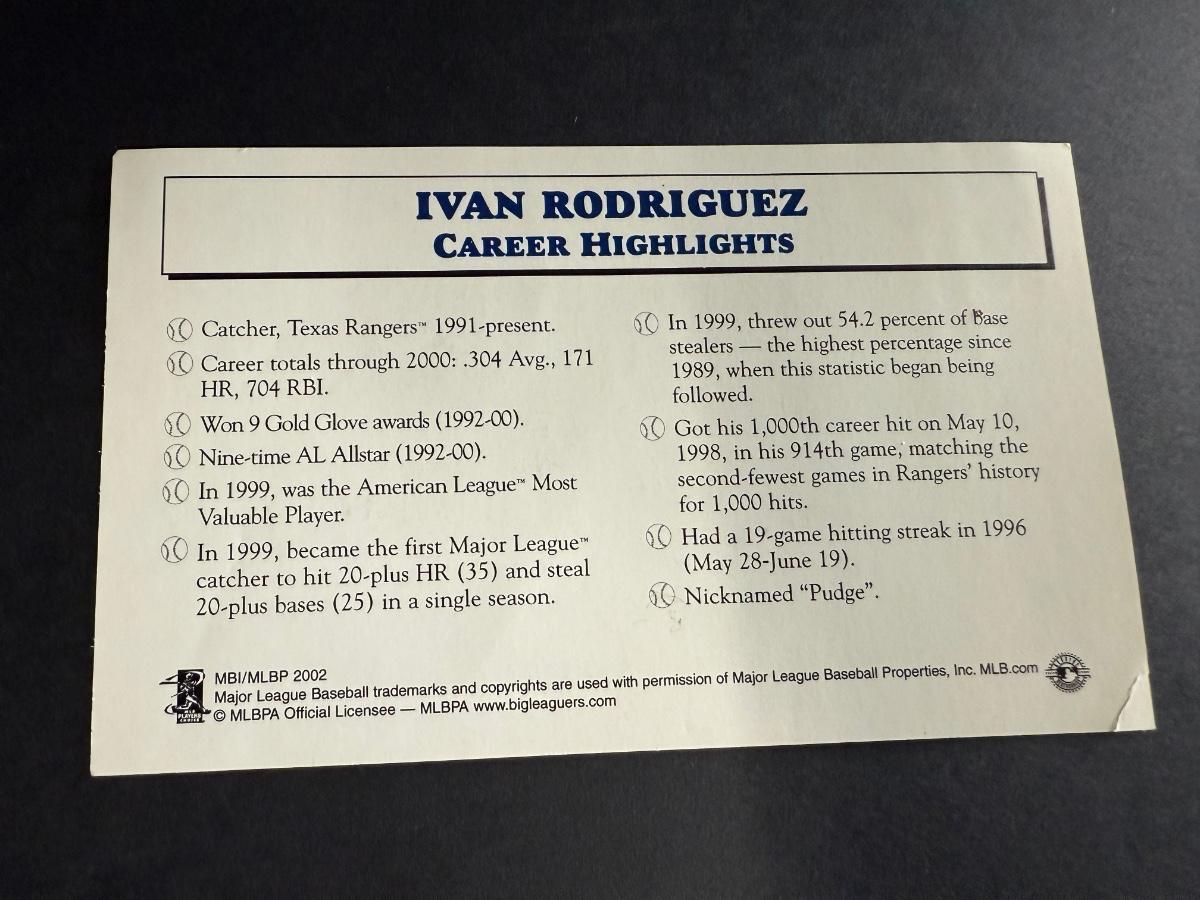 IVAN RODRIGUEZ
CAREER HIGHLIGHTS
Catcher, Texas Rangers™ 1991-present.
Career totals through 2000: .304 Avg., 171
HR, 704 RBI.
Won 9 Gold Glove awards (1992-00).
Nine-time AL Allstar (1992-00).
In 1999, was the American League™ Most
Valuable Player.
In 1999, became the first Major League™
catcher to hit 20-plus HR (35) and steal
20-plus bases (25) in a single season.
In 1999, threw out 54.2 percent of base
stealers — the highest percentage since
1989, when this statistic began being
followed.
Got his 1,000th career hit on May 10,
1998, in his 914th game, matching the
second-fewest games in Rangers' history
for 1,000 hits.
Had a 19-game hitting streak in 1996
(May 28-June 19).
Nicknamed “Pudge”.
MBI/MLBP 2002
Major League Baseball trademarks and copyrights are used with permission of Major League Baseball Properties, Inc. MLB.com
© MLBPA Official Licensee — MLBPA www.bigleaguers.com
PLAYERS
CHOICE